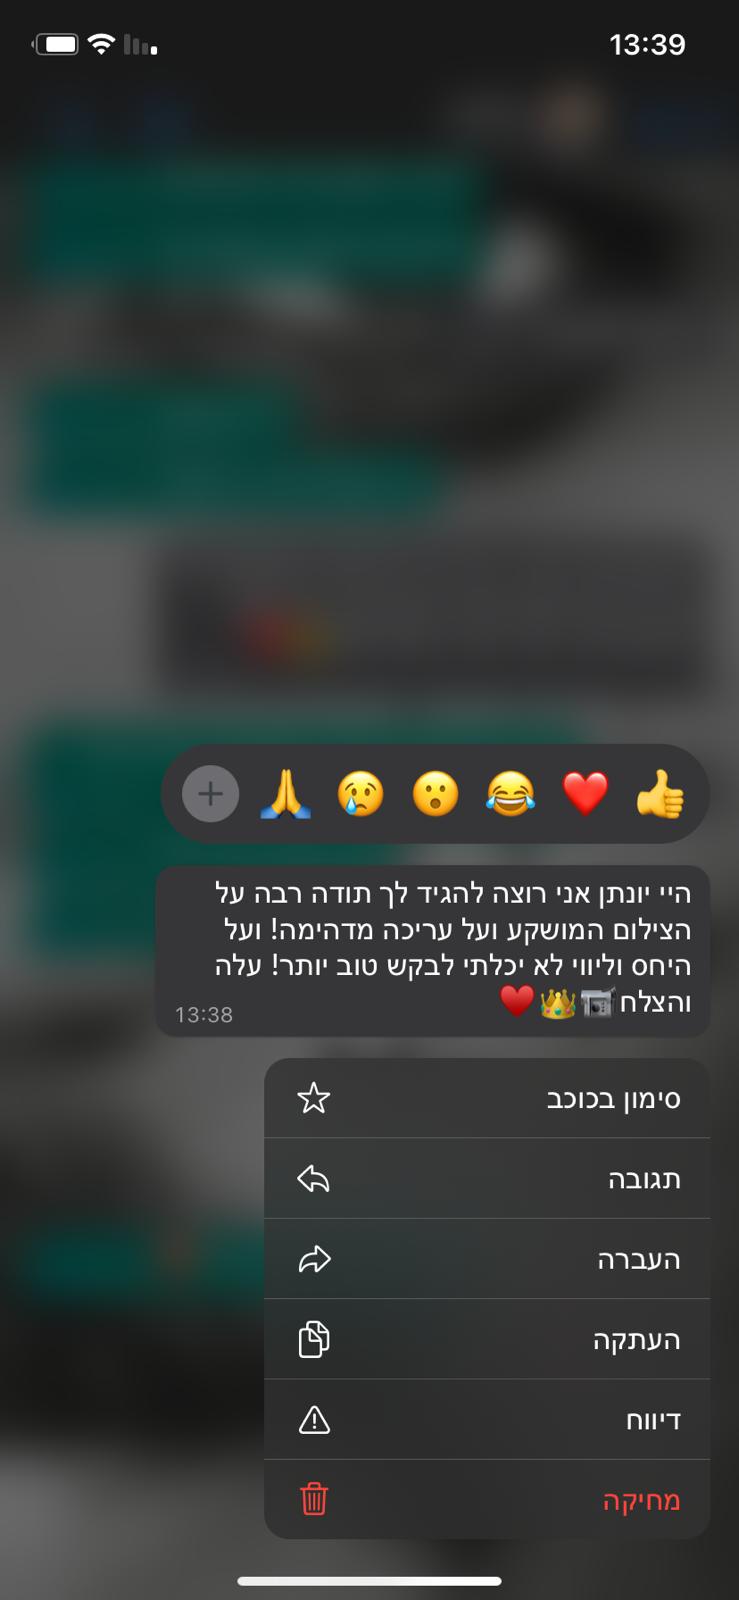 13:39
היי יונתן אני רוצה להגיד לך תודה רבה על
הצילום המושקע ועל עריכה מדהימה! ועל
היחס וליווי לא יכלתי לבקש טוב יותר! עלה
והצלח📹👑♥️
13:38
סימון בכוכב
תגובה
העברה
העתקה
דיווח
מחיקה